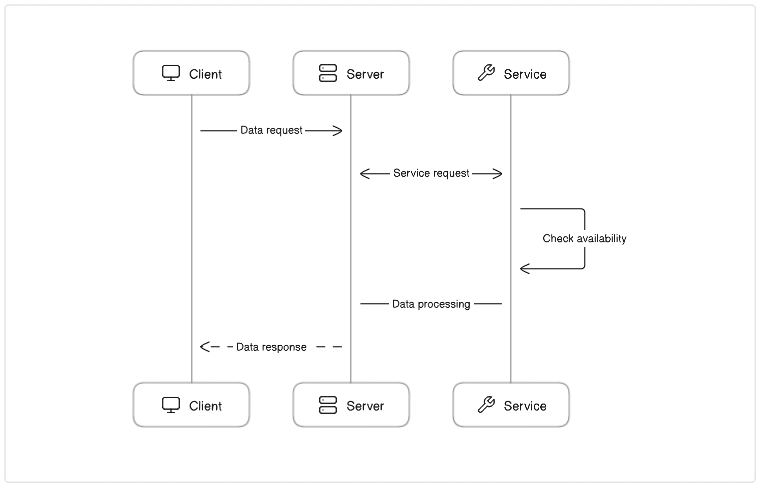 Client
Server
Service
Data request
Service request
Check availability
Data processing
Data response
Client
Server
Service